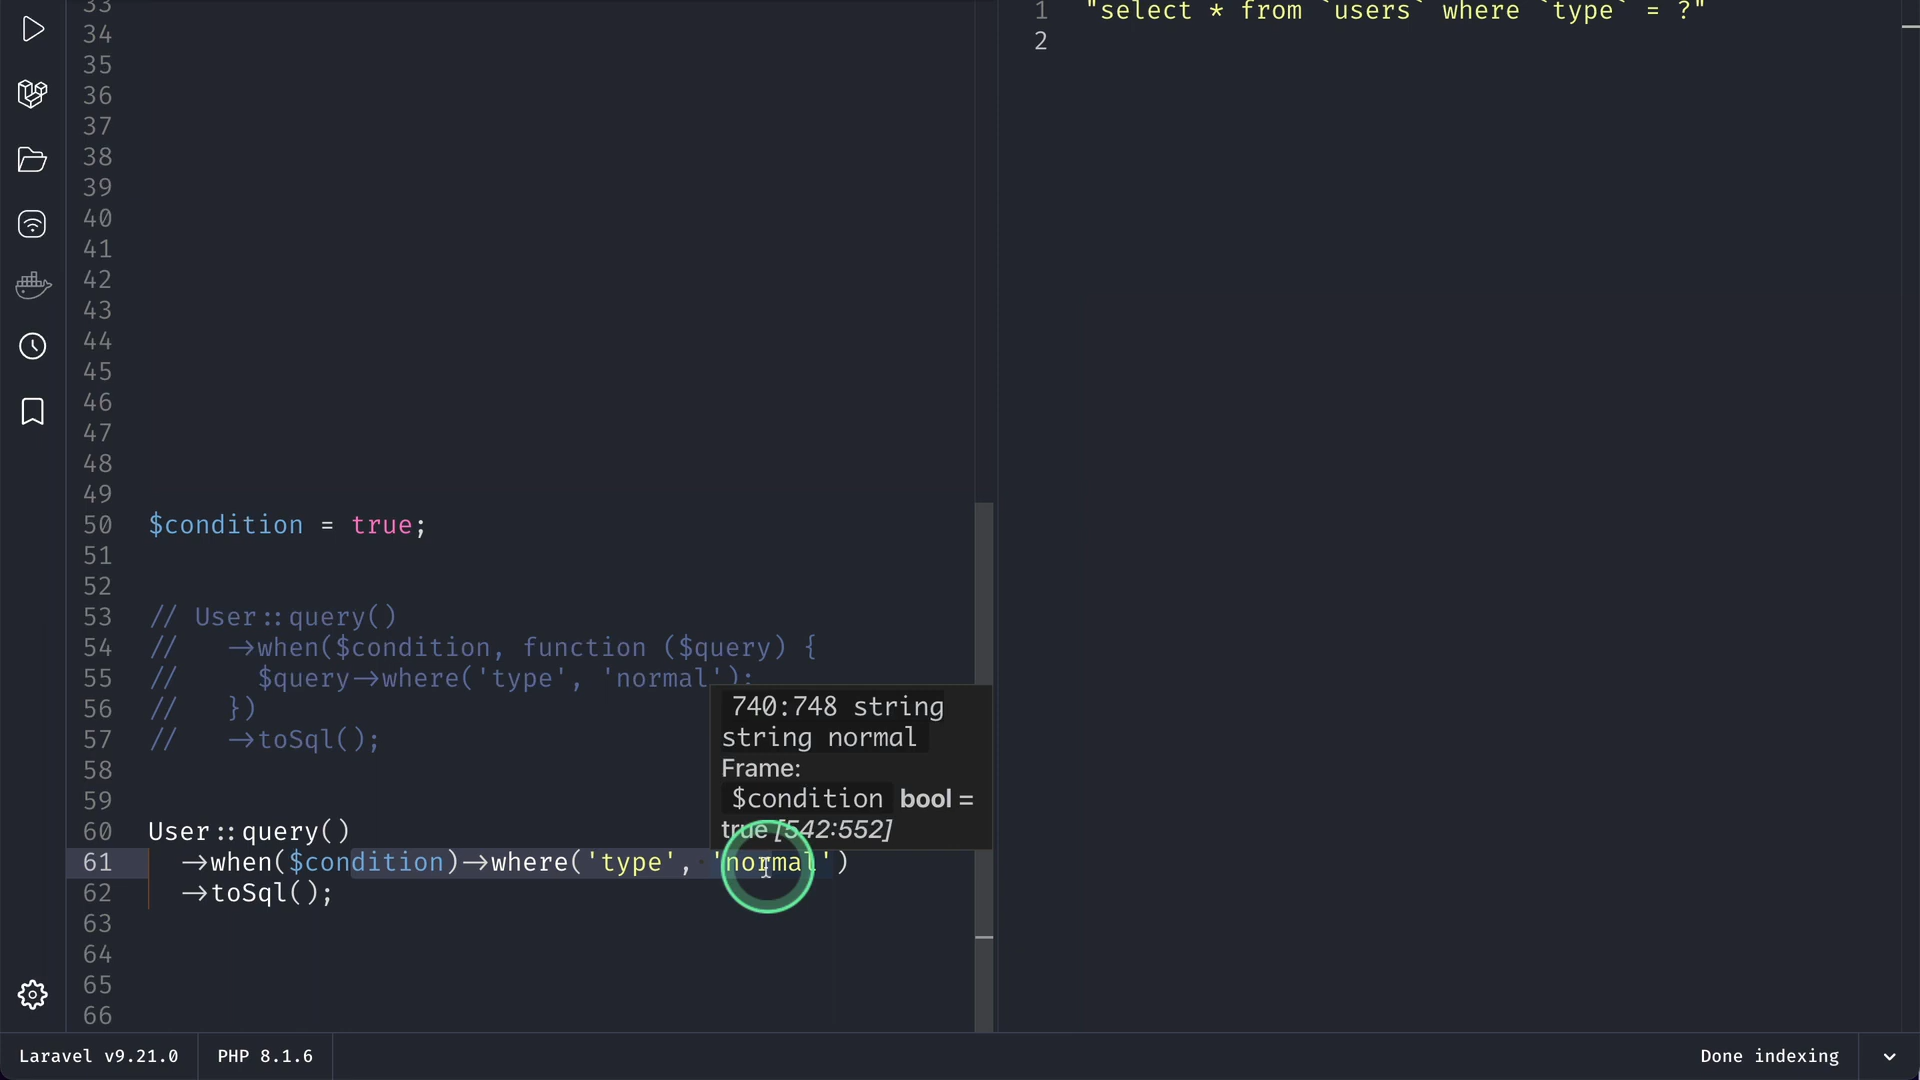 33
34
35
36
37
38
39
40
41
42
43
44
45
46
47
48
49
50 $condition = true;
51
52
53 // User::query()
54 // ->when($condition, function ($query) {
55 // $query->where('type', 'normal');
56 // })
57 // ->toSql();
58
59
60 User::query()
61 ->when($condition)->where('type', 'normal')
62 ->toSql();
63
64
65
66
740:748 string
string normal
Frame:
$condition bool =
true [542:552]
1 "select * from `users` where `type` = ?"
2
Laravel v9.21.0 PHP 8.1.6 Done indexing